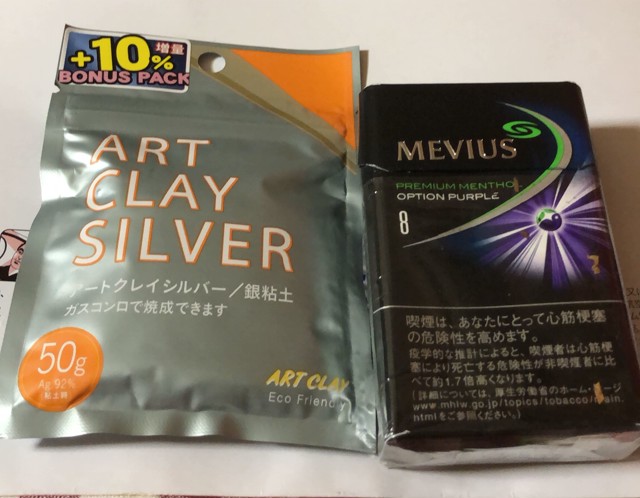 +10% 増量
BONUS PACK
ART
CLAY
SILVER
アートクレイシルバー/銀粘土
ガスコンロで焼成できます
50g
Ag 92%
ART CLAY
Eco Friendly
MEVIUS
PREMIUM MENTHOL
OPTION PURPLE
8
喫煙は、あなたにとって心筋梗塞
の危険性を高めます。
疫学的な推計によると、喫煙者は心筋梗
塞により死亡する危険性が非喫煙者に比
べて約1.7倍高くなります。
(詳細については、厚生労働省のホーム・ページ
www.mhlw.go.jp/topics/tobacco/main.
htmlをご参照ください。)